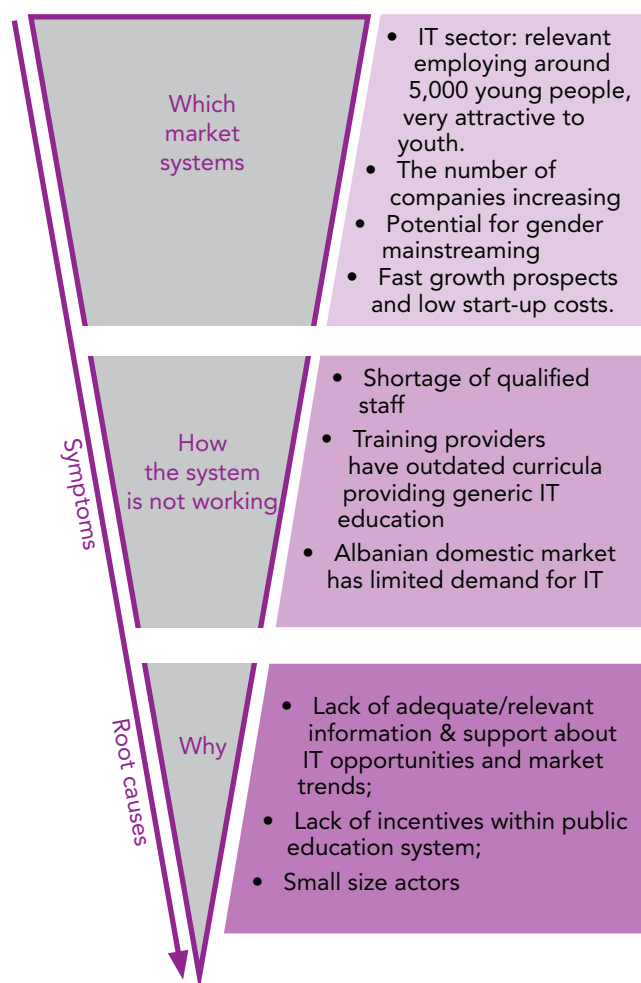 Which
market
systems
• IT sector: relevant
employing around
5,000 young people,
very attractive to
youth.
• The number of
companies increasing
• Potential for gender
mainstreaming
• Fast growth prospects
and low start-up costs.
Symptoms
How
the system
is not working
• Shortage of qualified
staff
• Training providers
have outdated curricula
providing generic IT
education
• Albanian domestic market
has limited demand for IT
Root causes
Why
• Lack of adequate/relevant
information & support about
IT opportunities and market
trends;
• Lack of incentives within public
education system;
• Small size actors